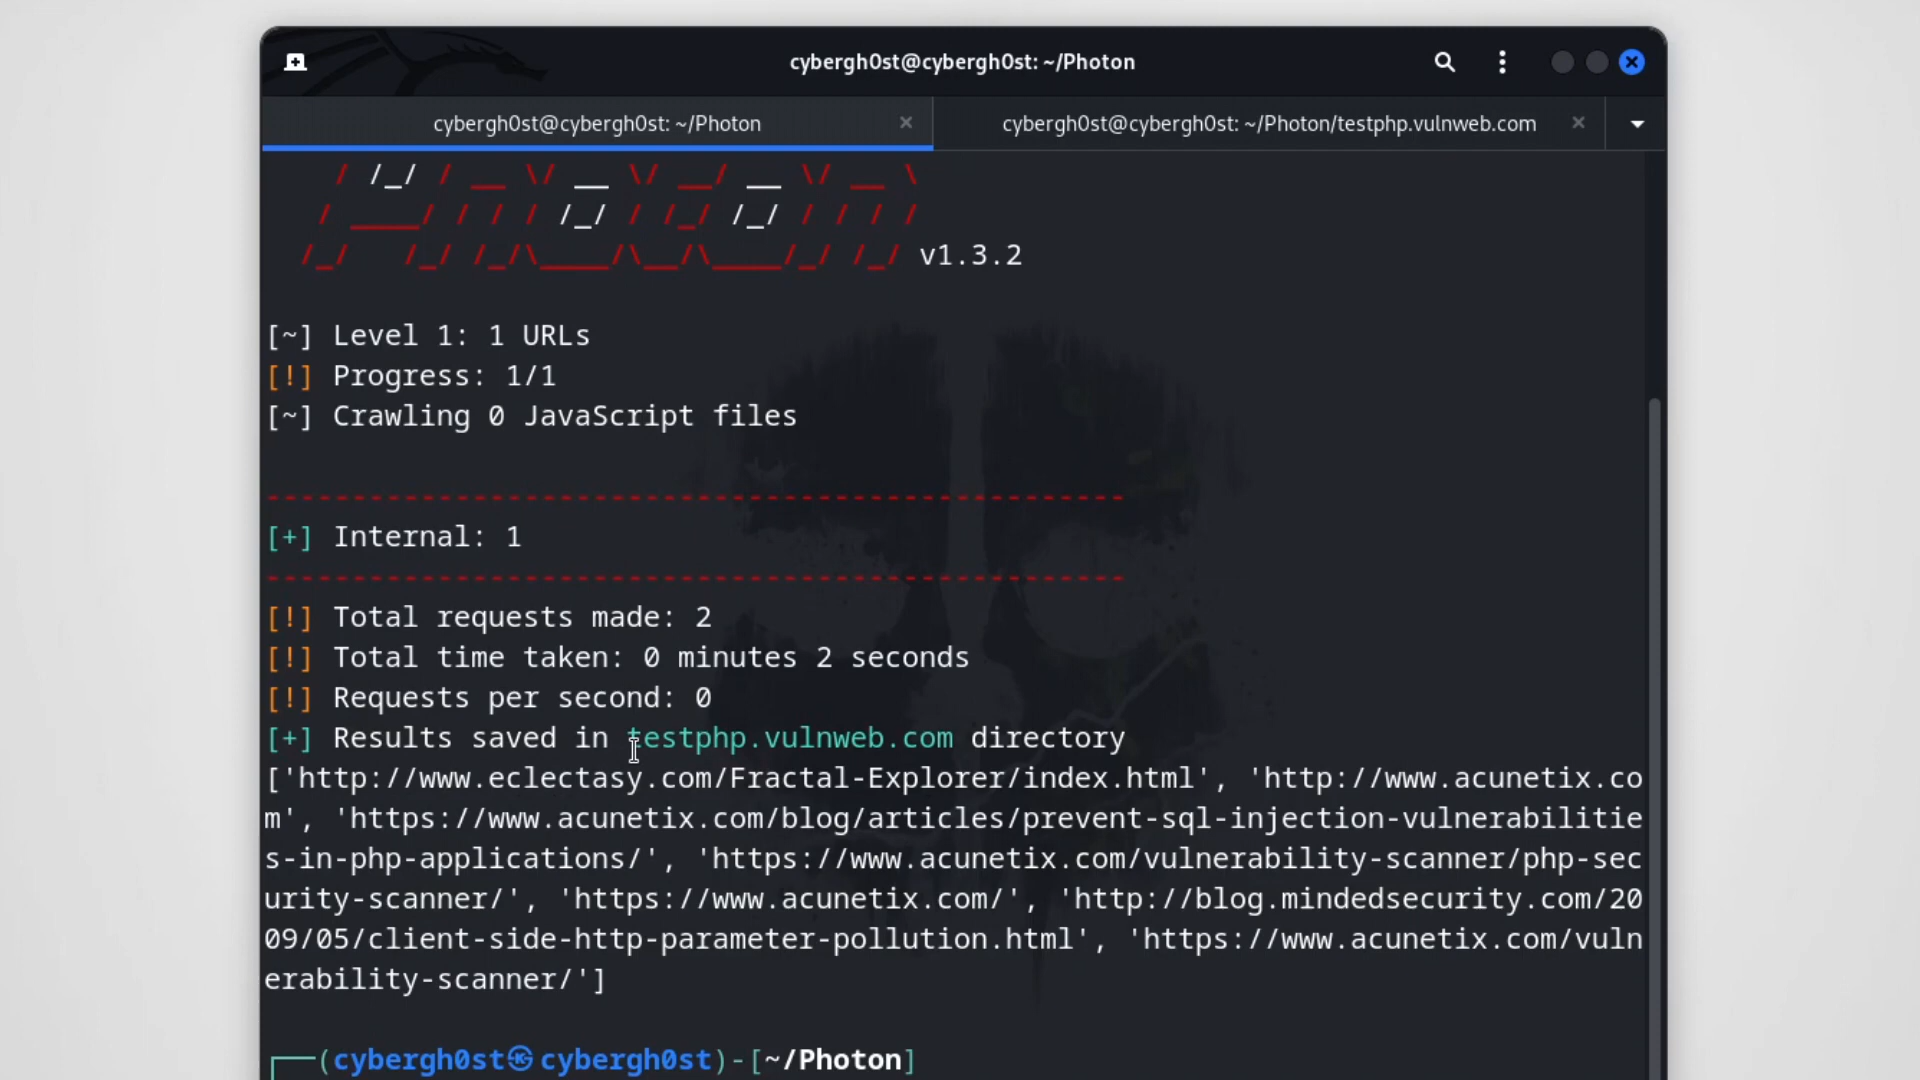 cybergh0st@cybergh0st: ~/Photon
cybergh0st@cybergh0st: ~/Photon
cybergh0st@cybergh0st: ~/Photon/testphp.vulnweb.com
v1.3.2
[~] Level 1: 1 URLs
[!] Progress: 1/1
[~] Crawling 0 JavaScript files
--------------------------------------------------
[+] Internal: 1
--------------------------------------------------
[!] Total requests made: 2
[!] Total time taken: 0 minutes 2 seconds
[!] Requests per second: 0
[+] Results saved in testphp.vulnweb.com directory
['http://www.eclectasy.com/Fractal-Explorer/index.html', 'http://www.acunetix.co
m', 'https://www.acunetix.com/blog/articles/prevent-sql-injection-vulnerabilitie
s-in-php-applications/', 'https://www.acunetix.com/vulnerability-scanner/php-sec
urity-scanner/', 'https://www.acunetix.com/', 'http://blog.mindedsecurity.com/20
09/05/client-side-http-parameter-pollution.html', 'https://www.acunetix.com/vuln
erability-scanner/']
┌──(cybergh0st㉿cybergh0st)-[~/Photon]